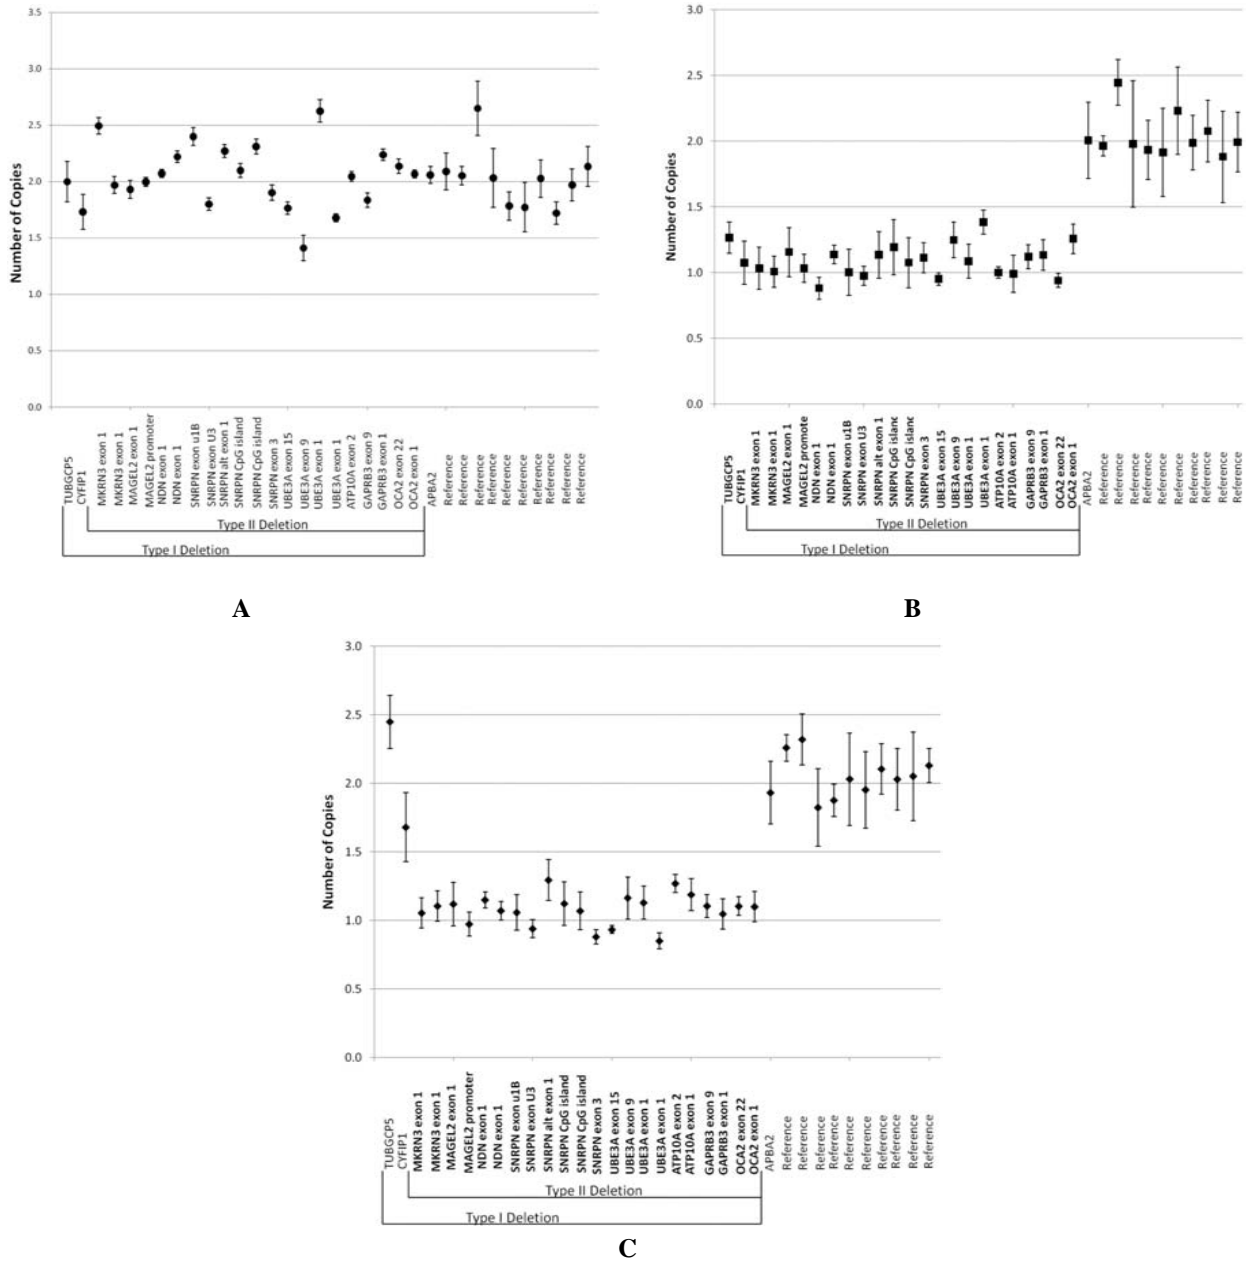 3.5
3.0
2.5
2.0
1.5
1.0
0.5
0.0
Number of Copies
TUBGCP5
CYFIP1
MKRN3 exon 1
MKRN3 exon 1
MAGEL2 exon 1
MAGEL2 promoter
NDN exon 1
NDN exon 1
SNRPN exon u1B
SNRPN exon U3
SNRPN alt exon 1
SNRPN CpG island
SNRPN CpG island
SNRPN exon 3
UBE3A exon 15
UBE3A exon 9
UBE3A exon 1
UBE3A exon 1
ATP10A exon 2
GAPRB3 exon 9
GAPRB3 exon 1
OCA2 exon 22
OCA2 exon 1
APBA2
Reference
Reference
Reference
Reference
Reference
Reference
Reference
Reference
Reference
Type II Deletion
Type I Deletion
A
3.0
2.5
2.0
1.5
1.0
0.5
0.0
Number of Copies
TUBGCP5
CYFIP1
MKRN3 exon 1
MKRN3 exon 1
MAGEL2 exon 1
MAGEL2 promote
NDN exon 1
NDN exon 1
SNRPN exon u1B
SNRPN exon U3
SNRPN alt exon 1
SNRPN CpG islanc
SNRPN CpG islanc
SNRPN exon 3
UBE3A exon 15
UBE3A exon 9
UBE3A exon 1
UBE3A exon 1
ATP10A exon 2
ATP10A exon 1
GAPRB3 exon 9
GAPRB3 exon 1
OCA2 exon 22
OCA2 exon 1
APBA2
Reference
Reference
Reference
Reference
Reference
Reference
Reference
Reference
Reference
Reference
Type II Deletion
Type I Deletion
B
3.0
2.5
2.0
1.5
1.0
0.5
0.0
Number of Copies
TUBGCP5
CYFIP1
MKRN3 exon 1
MKRN3 exon 1
MAGEL2 exon 1
MAGEL2 promoter
NDN exon 1
NDN exon 1
SNRPN exon u1B
SNRPN exon U3
SNRPN alt exon 1
SNRPN CpG island
SNRPN CpG island
SNRPN exon 3
UBE3A exon 15
UBE3A exon 9
UBE3A exon 1
UBE3A exon 1
ATP10A exon 2
ATP10A exon 1
GAPRB3 exon 9
GAPRB3 exon 1
OCA2 exon 22
OCA2 exon 1
APBA2
Reference
Reference
Reference
Reference
Reference
Reference
Reference
Reference
Reference
Reference
Type II Deletion
Type I Deletion
C